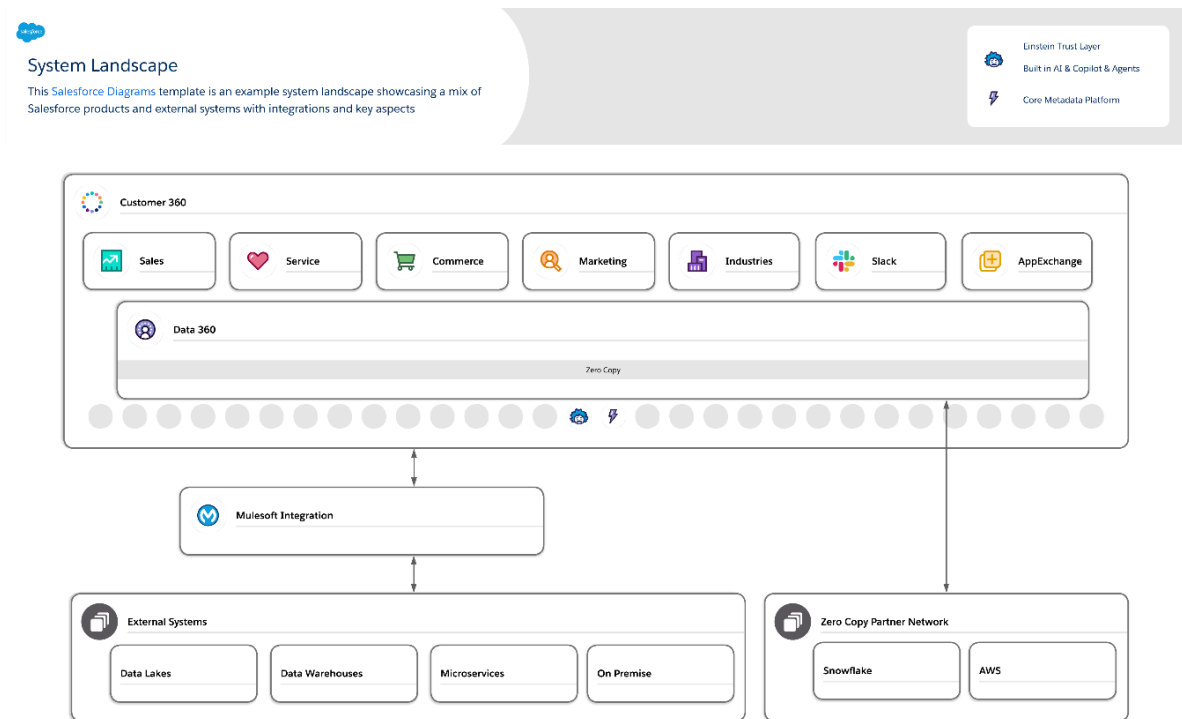 salesforce
System Landscape
This Salesforce Diagrams template is an example system landscape showcasing a mix of
Salesforce products and external systems with integrations and key aspects
Einstein Trust Layer
Built in AI & Copilot & Agents
Core Metadata Platform
Customer 360
Sales
Service
Commerce
Marketing
Industries
Slack
AppExchange
Data 360
Zero Copy
Mulesoft Integration
External Systems
Data Lakes
Data Warehouses
Microservices
On Premise
Zero Copy Partner Network
Snowflake
AWS